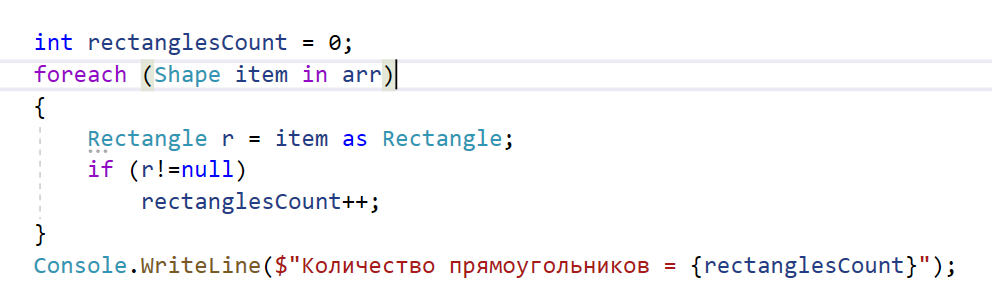 int rectanglesCount = 0;
foreach (Shape item in arr)
{
    Rectangle r = item as Rectangle;
    if (r!=null)
        rectanglesCount++;
}
Console.WriteLine($"Количество прямоугольников = {rectanglesCount}");